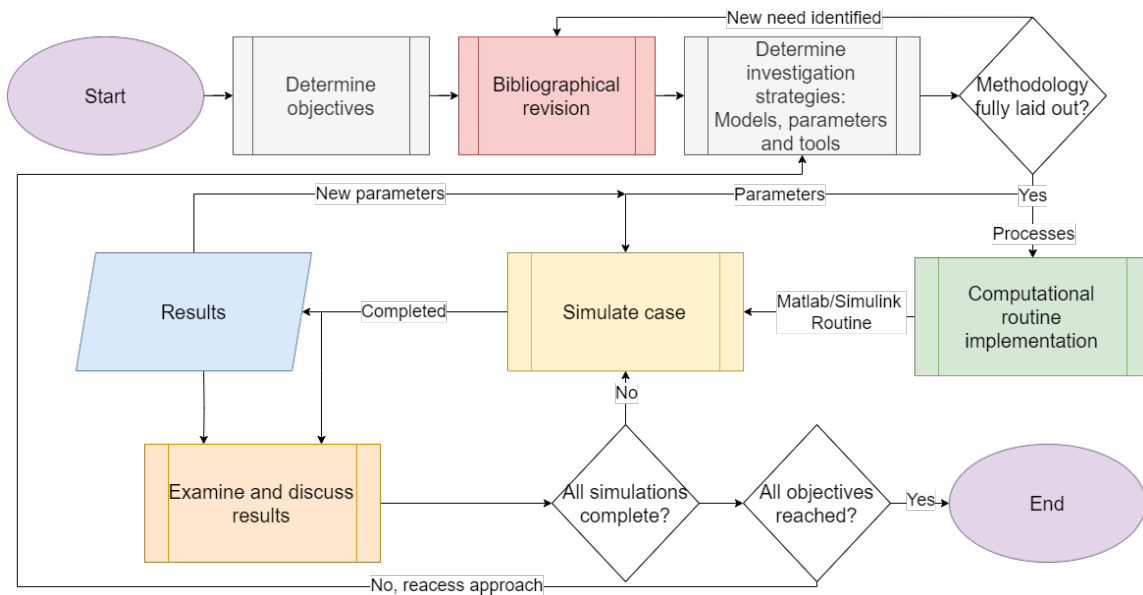 New need identified
Start
Determine
objectives
Bibliographical
revision
Determine
investigation
strategies:
Models, parameters
and tools
Methodology
fully laid out?
New parameters
Parameters
Yes
Processes
Results
Completed
Simulate case
Matlab/Simulink
Routine
Computational
routine
implementation
No
Examine and discuss
results
All simulations
complete?
All objectives
reached?
Yes
End
No, reacess approach